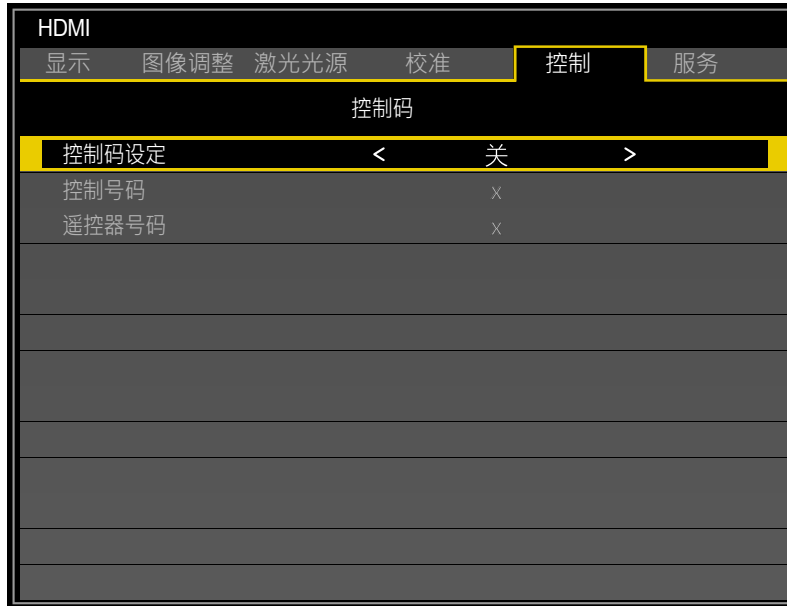 HDMI
显示 图像调整 激光光源 校准 控制 服务
控制码
控制码设定 < 关 >
控制号码 x
遥控器号码 x